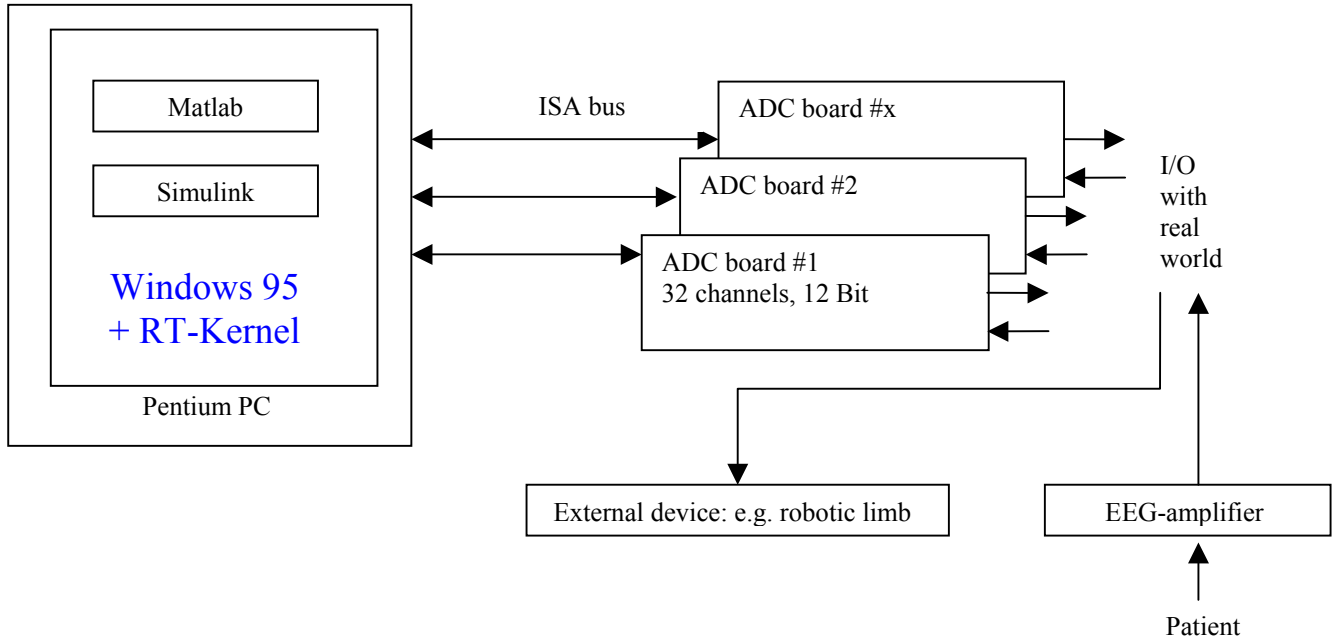 Matlab
Simulink
Windows 95
+ RT-Kernel
Pentium PC
ISA bus
ADC board #x
ADC board #2
ADC board #1
32 channels, 12 Bit
I/O
with
real
world
External device: e.g. robotic limb
EEG-amplifier
Patient